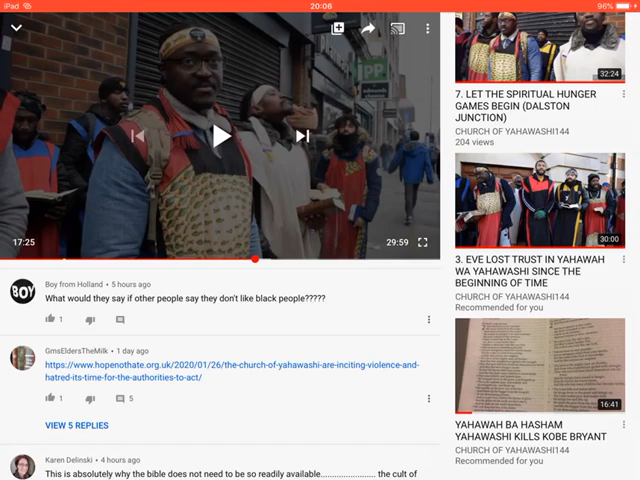 iPad
20:06
96%
IPP
17:25
29:59
Boy from Holland • 5 hours ago
BOY
What would they say if other people say they don't like black people?????
1
GmsEldersTheMilk • 1 day ago
https://www.hopenothate.org.uk/2020/01/26/the-church-of-yahawashi-are-inciting-violence-and-
hatred-its-time-for-the-authorities-to-act/
1
5
VIEW 5 REPLIES
Karen Delinski • 4 hours ago
This is absolutely why the bible does not need to be so readily available........................ the cult of
32:24
7. LET THE SPIRITUAL HUNGER
GAMES BEGIN (DALSTON
JUNCTION)
CHURCH OF YAHAWASHI144
204 views
30:00
3. EVE LOST TRUST IN YAHAWAH
WA YAHAWASHI SINCE THE
BEGINNING OF TIME
CHURCH OF YAHAWASHI144
Recommended for you
16:41
YAHAWAH BA HASHAM
YAHAWASHI KILLS KOBE BRYANT
CHURCH OF YAHAWASHI144
Recommended for you